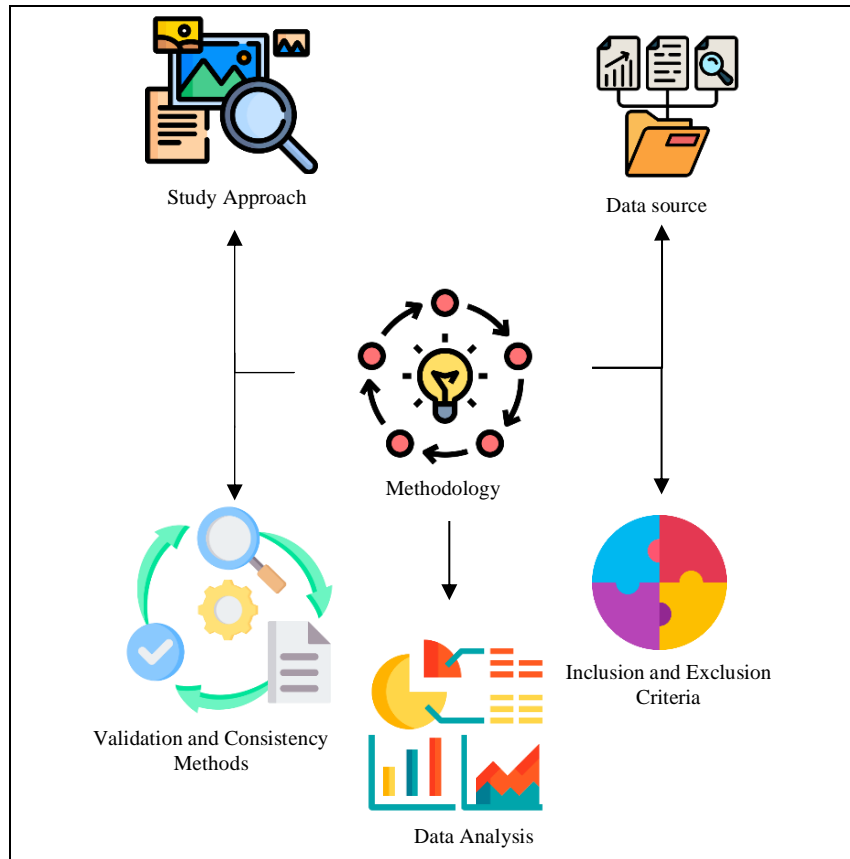 Study Approach
Data source
Methodology
Validation and Consistency
Methods
Inclusion and Exclusion
Criteria
Data Analysis